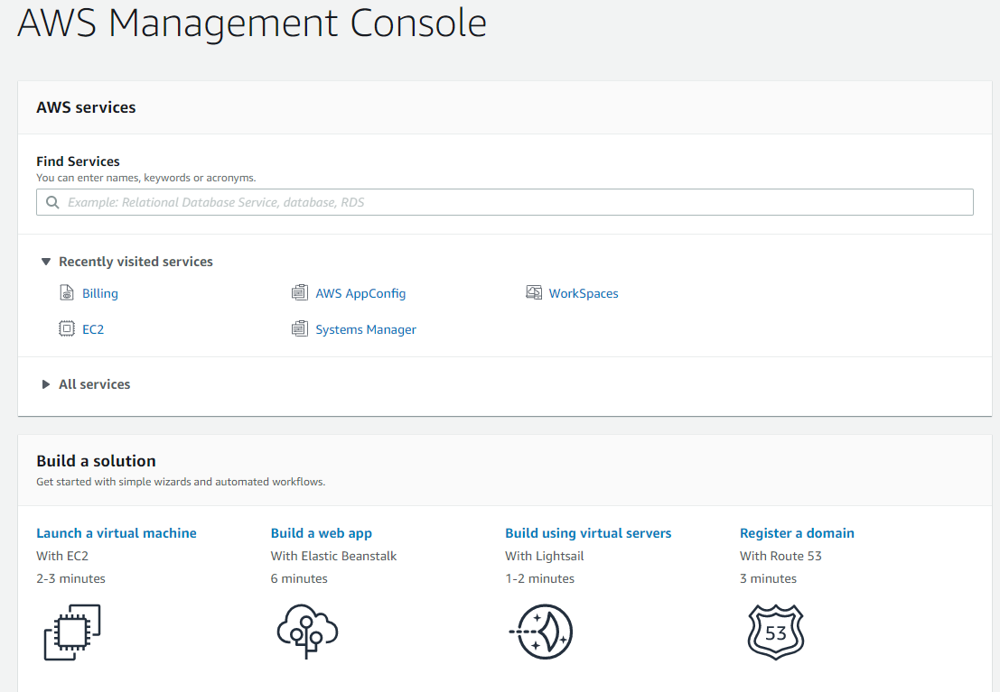 AWS Management Console
AWS services
Find Services
You can enter names, keywords or acronyms.
Example: Relational Database Service, database, RDS
Recently visited services
Billing
AWS AppConfig
WorkSpaces
EC2
Systems Manager
All services
Build a solution
Get started with simple wizards and automated workflows.
Launch a virtual machine
With EC2
2-3 minutes
Build a web app
With Elastic Beanstalk
6 minutes
Build using virtual servers
With Lightsail
1-2 minutes
Register a domain
With Route 53
3 minutes
53